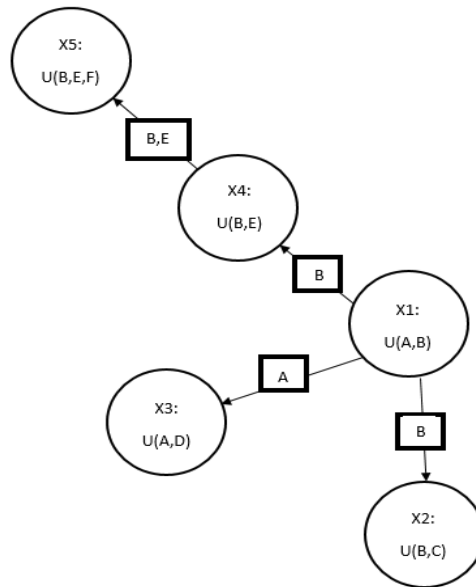 X5:
U(B,E,F)
B,E
X4:
U(B,E)
B
X1:
U(A,B)
A
X3:
U(A,D)
B
X2:
U(B,C)